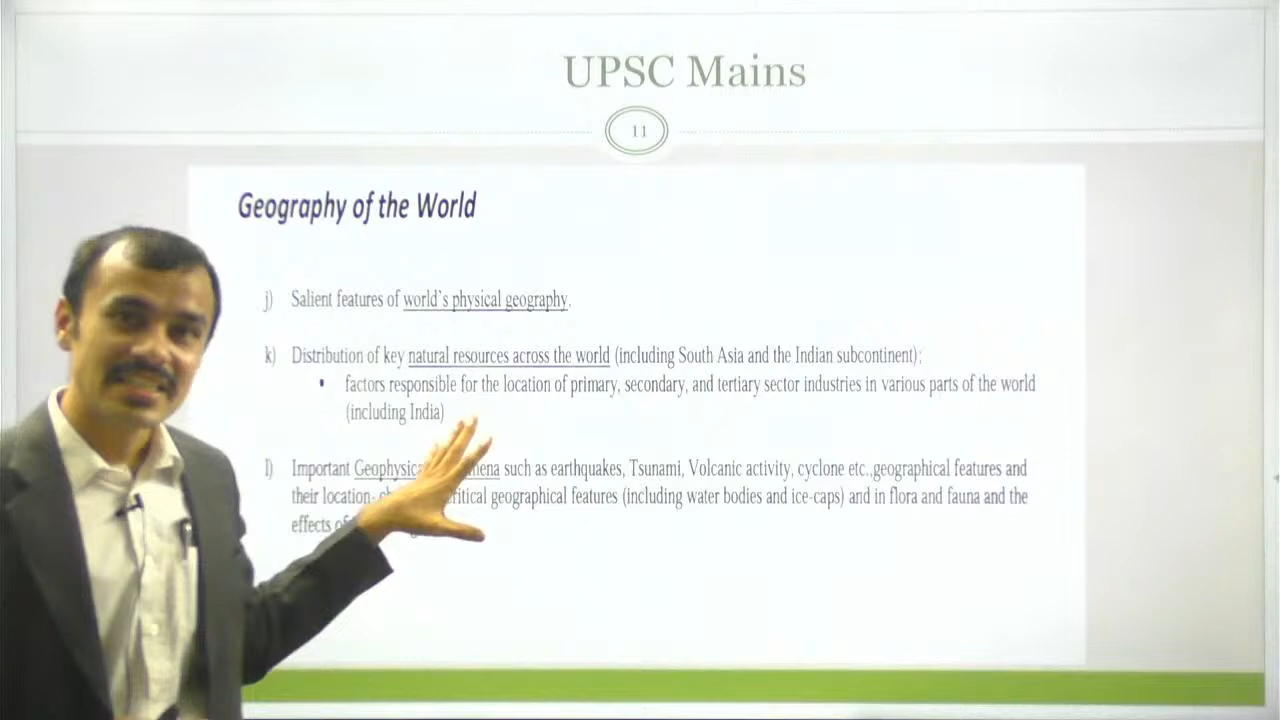 UPSC Mains
11
Geography of the World
j) Salient features of world's physical geography.
k) Distribution of key natural resources across the world (including South Asia and the Indian subcontinent);
▪ factors responsible for the location of primary, secondary, and tertiary sector industries in various parts of the world
(including India)
l) Important such as earthquakes, Tsunami, Volcanic activity, cyclone etc.,geographical features and
their location- geographical features (including water bodies and ice-caps) and in flora and fauna and the
effects